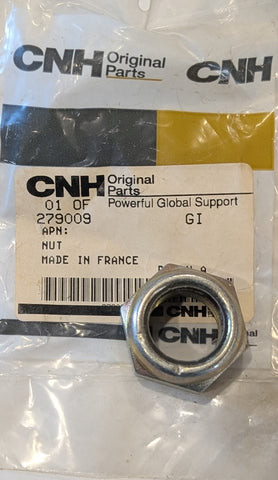 CNH Original
Parts
CNH
CNH Original
Parts
01 OF Powerful Global Support
279009 GI
APN:
NUT
MADE IN FRANCE
CNH